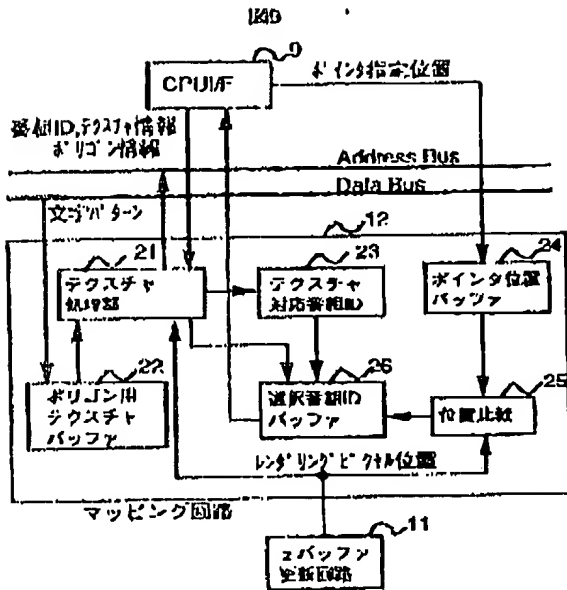 9
CPUI/F
ポインタ指定位置
番組ID,テクスチャ情報
ポリゴン情報
Address Bus
Data Bus
文字パターン
12
21
テクスチャ
処理部
23
テクスチャ
対応番組ID
24
ポインタ位置
バッファ
22
ポリゴン用
テクスチャ
バッファ
26
選択番組ID
バッファ
25
位置比較
レンダリングピクセル位置
マッピング回路
11
zバッファ
更新回路